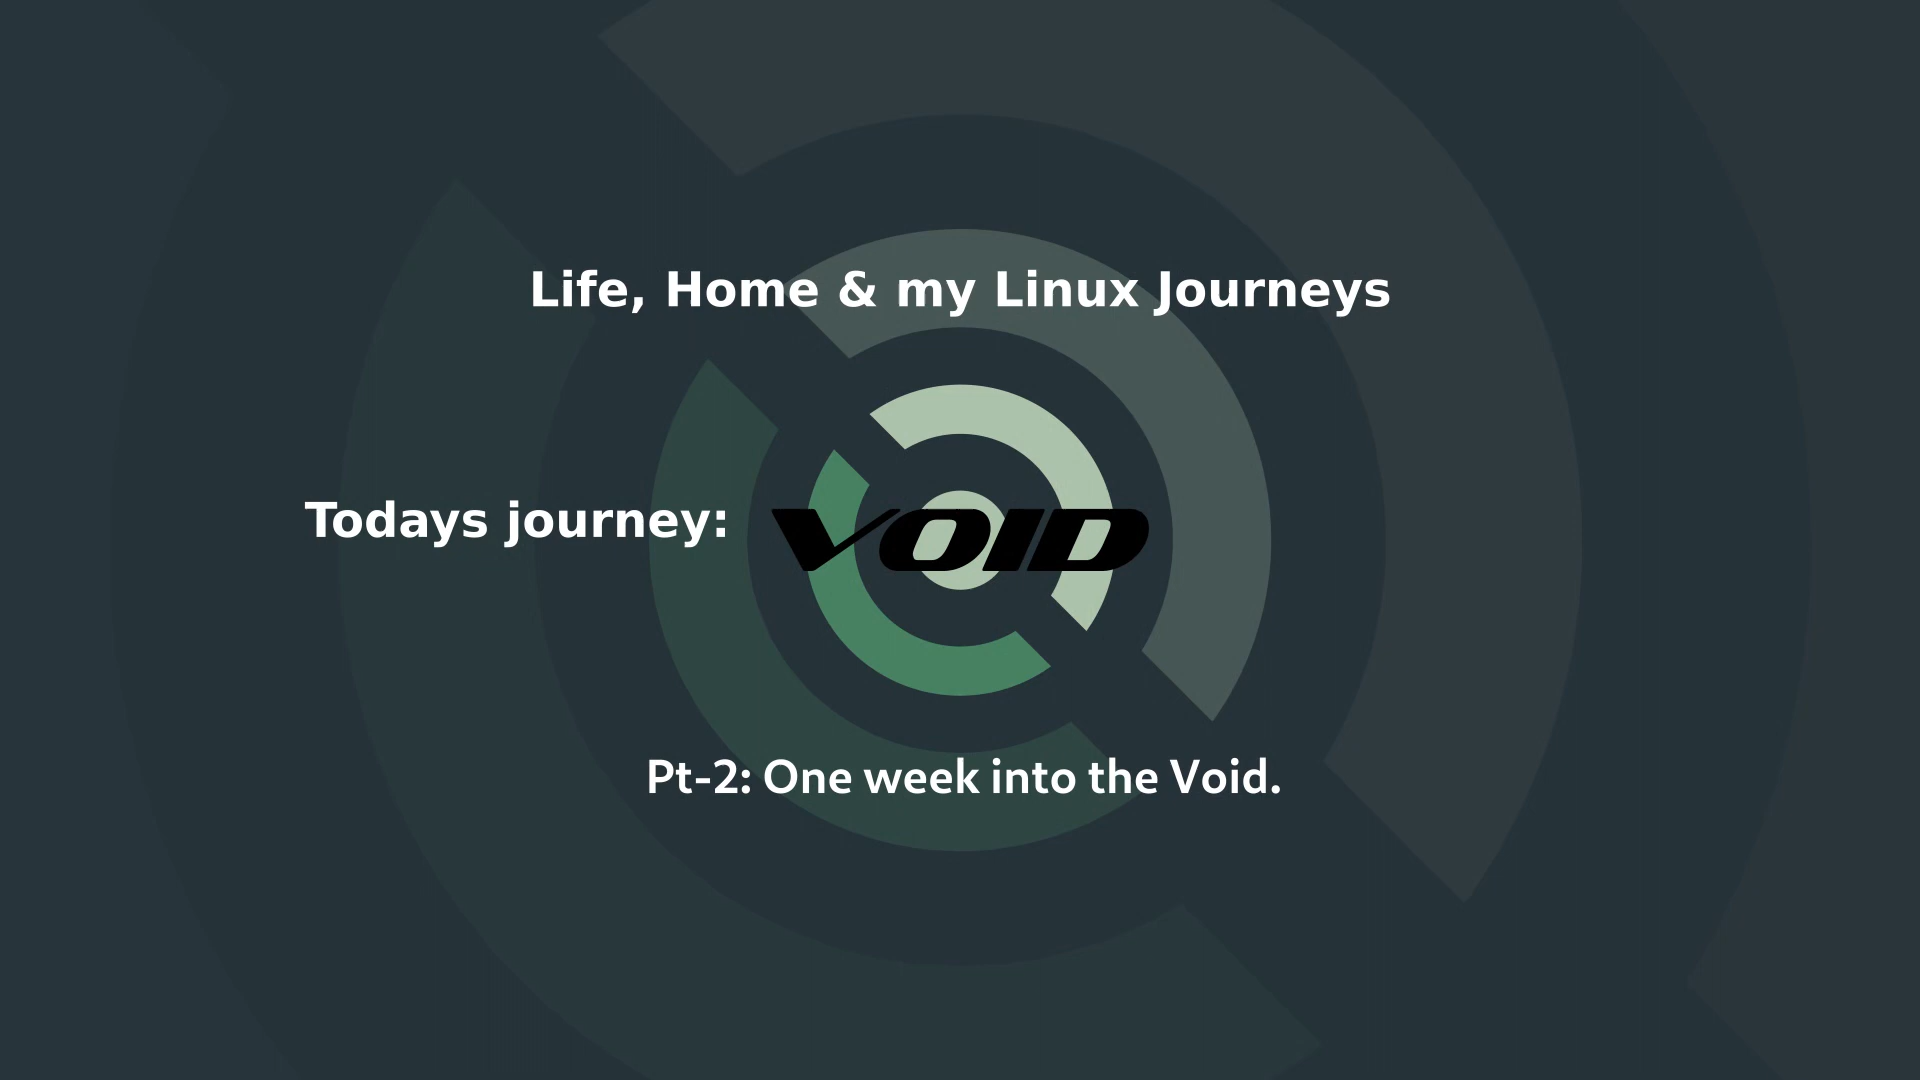 Life, Home & my Linux Journeys
Todays journey: VOID
Pt-2: One week into the Void.